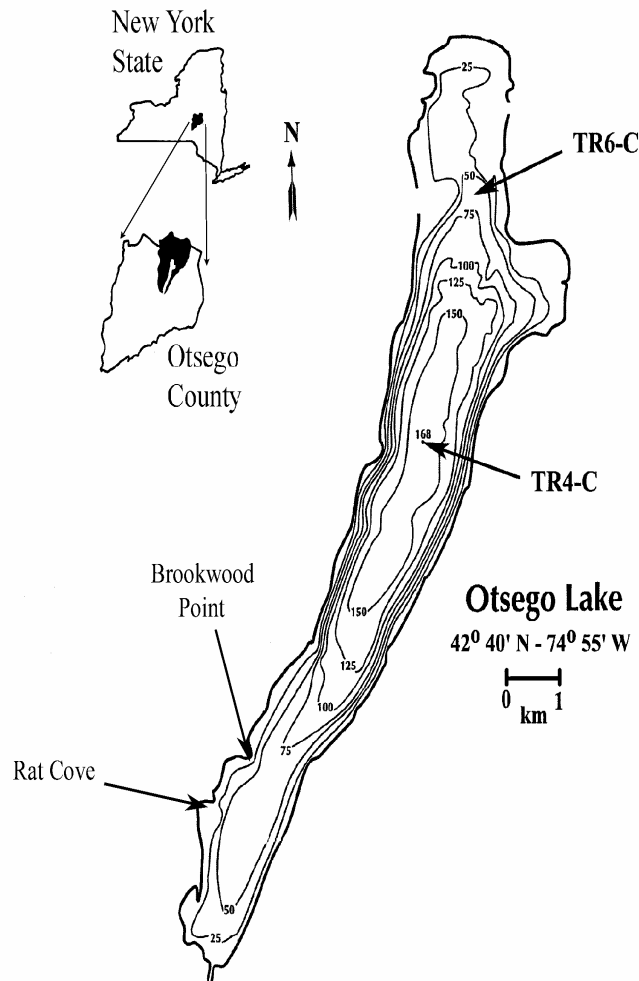 New York
State
N
Otsego
County
25
TR6-C
50
75
100
125
150
168
TR4-C
Brookwood
Point
150
Otsego Lake
42⁰ 40' N - 74⁰ 55' W
0 1
km
125
100
75
Rat Cove
50
25